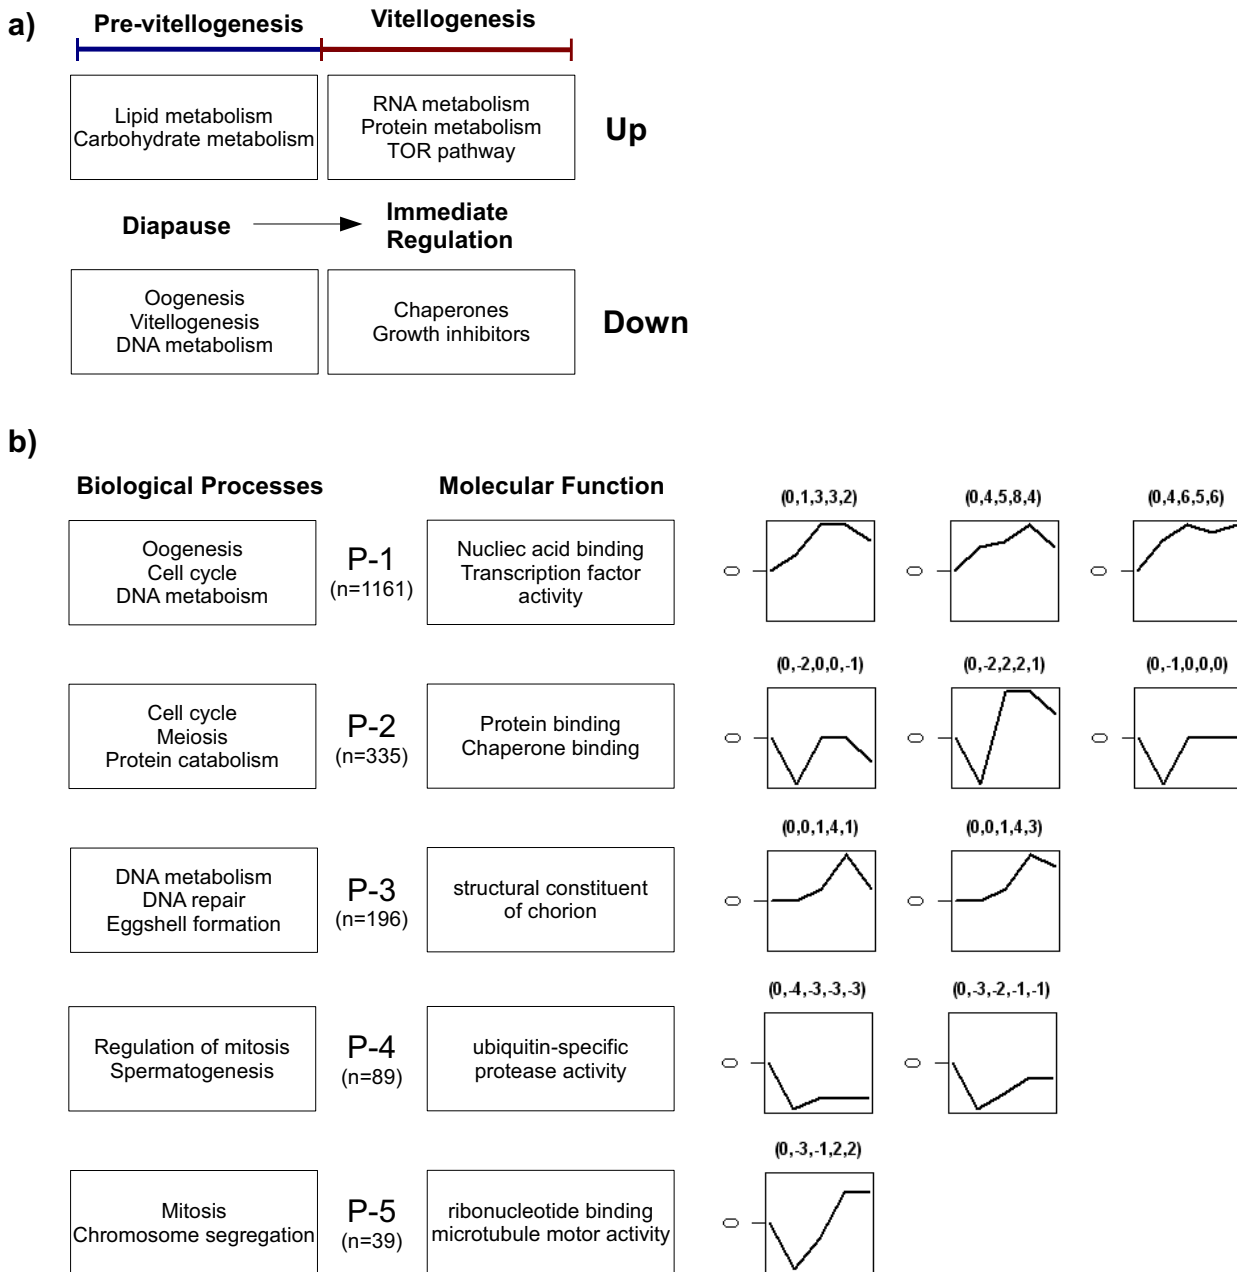 a)
Pre-vitellogenesis
Vitellogenesis
Lipid metabolism
Carbohydrate metabolism
RNA metabolism
Protein metabolism
TOR pathway
Up
Diapause
Immediate
Regulation
Oogenesis
Vitellogenesis
DNA metabolism
Chaperones
Growth inhibitors
Down
b)
Biological Processes
Molecular Function
Oogenesis
Cell cycle
DNA metaboism
P-1
(n=1161)
Nucliec acid binding
Transcription factor
activity
(0,1,3,3,2)
0
(0,4,5,8,4)
0
(0,4,6,5,6)
0
Cell cycle
Meiosis
Protein catabolism
P-2
(n=335)
Protein binding
Chaperone binding
(0,-2,0,0,-1)
0
(0,-2,2,2,1)
0
(0,-1,0,0,0)
0
DNA metabolism
DNA repair
Eggshell formation
P-3
(n=196)
structural constituent
of chorion
(0,0,1,4,1)
0
(0,0,1,4,3)
0
Regulation of mitosis
Spermatogenesis
P-4
(n=89)
ubiquitin-specific
protease activity
(0,-4,-3,-3,-3)
0
(0,-3,-2,-1,-1)
0
Mitosis
Chromosome segregation
P-5
(n=39)
ribonucleotide binding
microtubule motor activity
(0,-3,-1,2,2)
0